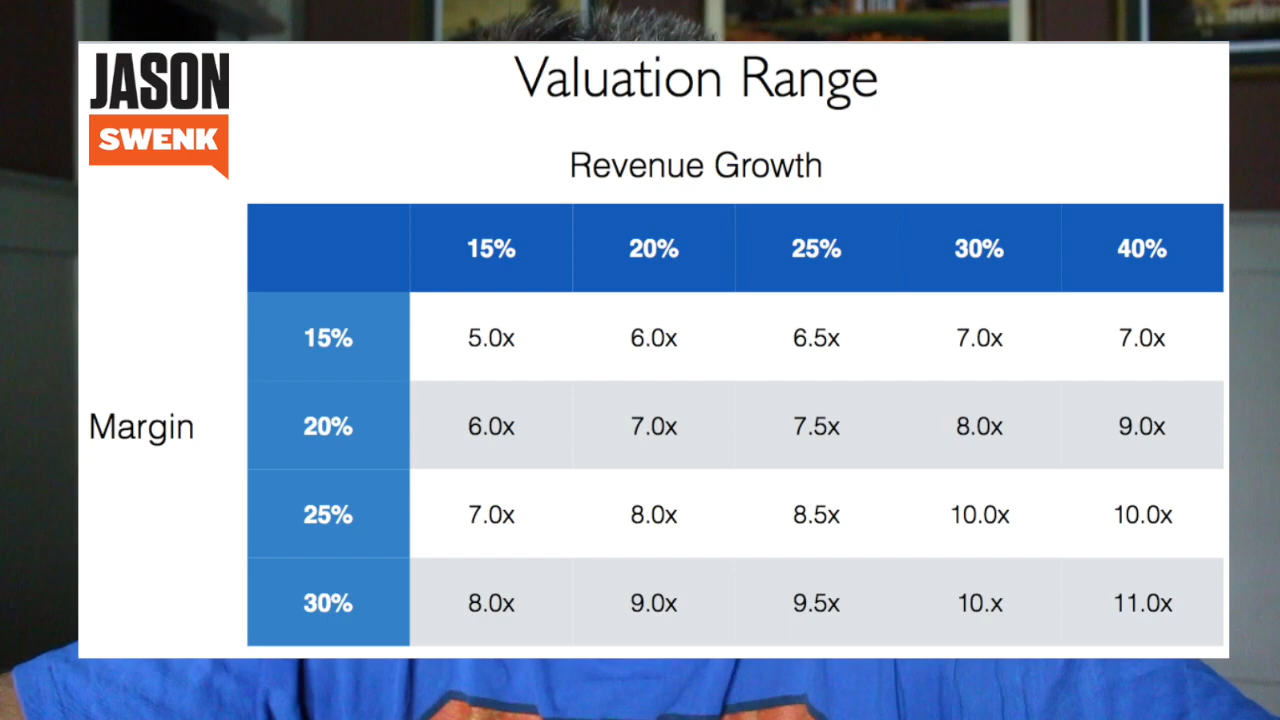 JASON
SWENK
Valuation Range
Revenue Growth
15% 20% 25% 30% 40%
15% 5.0x 6.0x 6.5x 7.0x 7.0x
Margin
20% 6.0x 7.0x 7.5x 8.0x 9.0x
25% 7.0x 8.0x 8.5x 10.0x 10.0x
30% 8.0x 9.0x 9.5x 10.x 11.0x